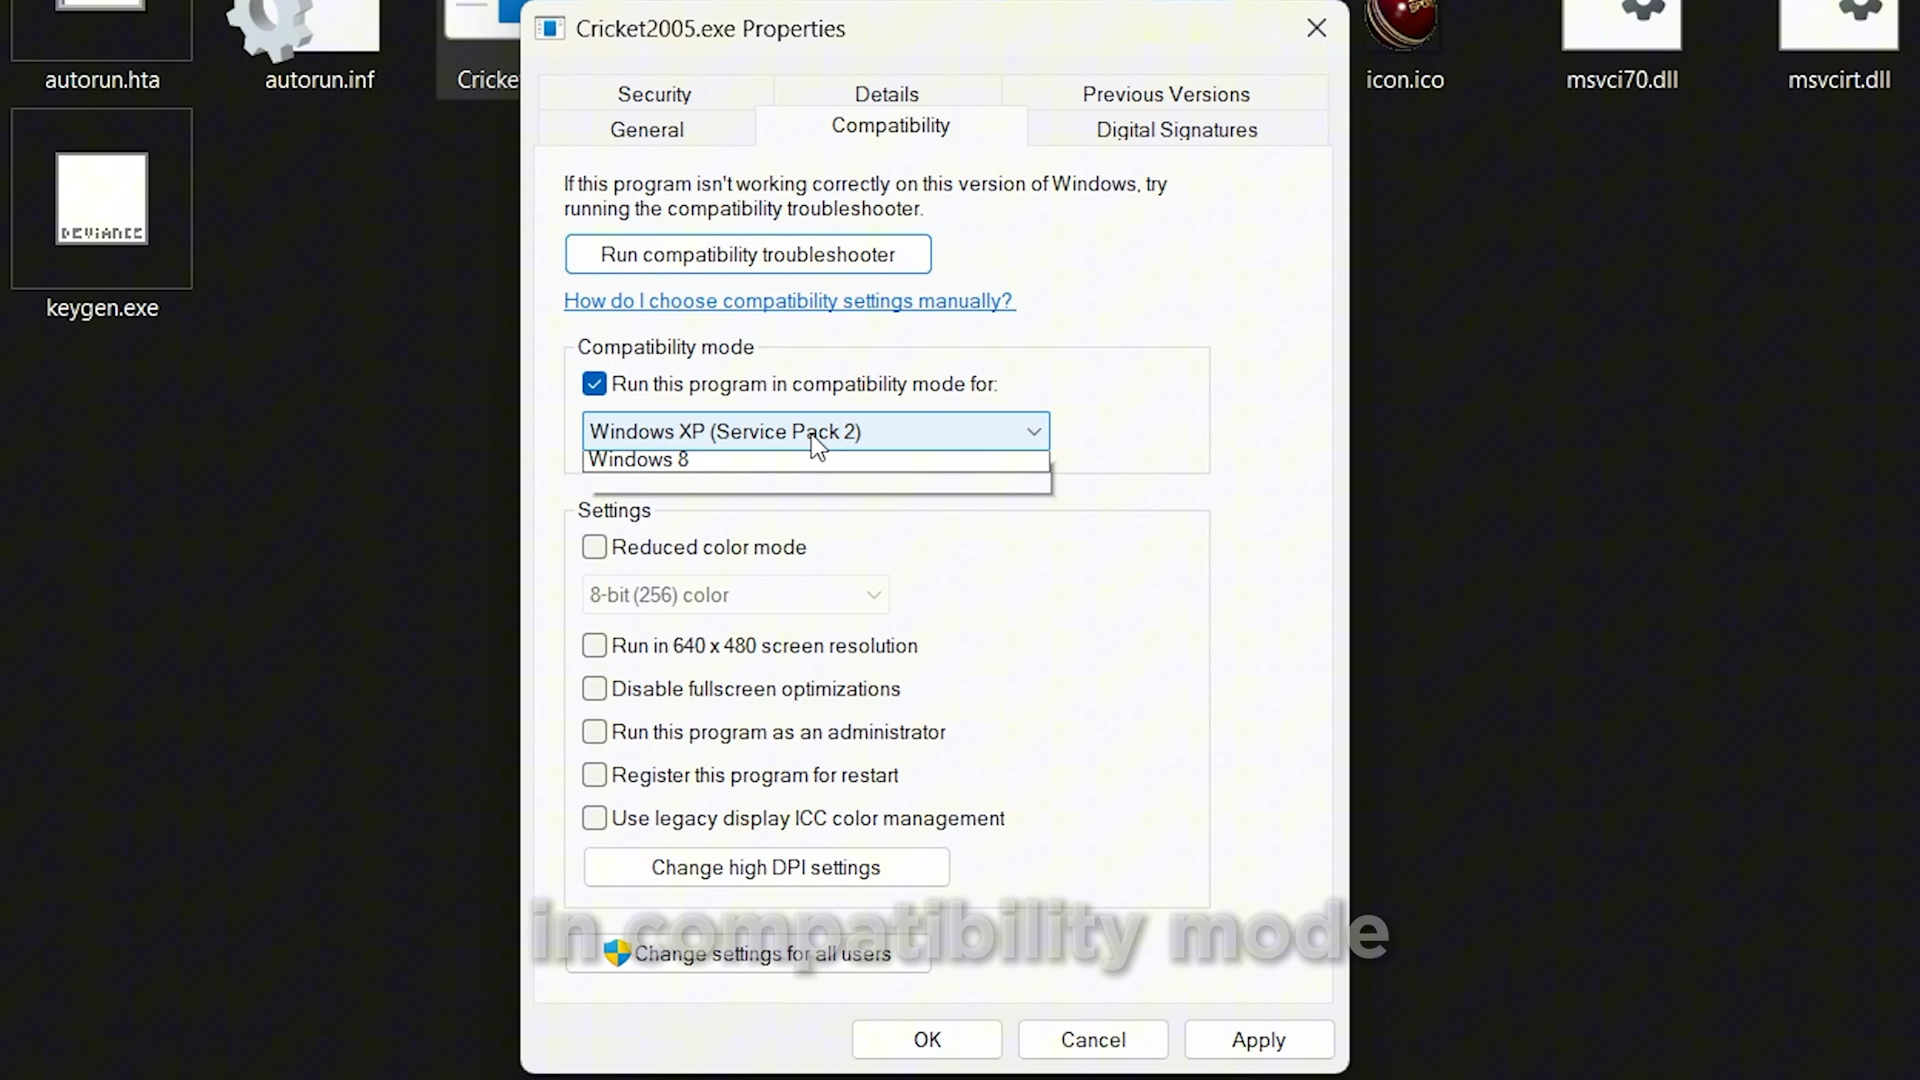 Cricket2005.exe Properties
autorun.hta
autorun.inf
Cricke
icon.ico
msvci70.dll
msvcirt.dll
DEViANCE
keygen.exe
Security
Details
Previous Versions
General
Compatibility
Digital Signatures
If this program isn't working correctly on this version of Windows, try
running the compatibility troubleshooter.
Run compatibility troubleshooter
How do I choose compatibility settings manually?
Compatibility mode
Run this program in compatibility mode for:
Windows XP (Service Pack 2)
Windows 8
Settings
Reduced color mode
8-bit (256) color
Run in 640 x 480 screen resolution
Disable fullscreen optimizations
Run this program as an administrator
Register this program for restart
Use legacy display ICC color management
Change high DPI settings
in compatibility mode
Change settings for all users
OK
Cancel
Apply